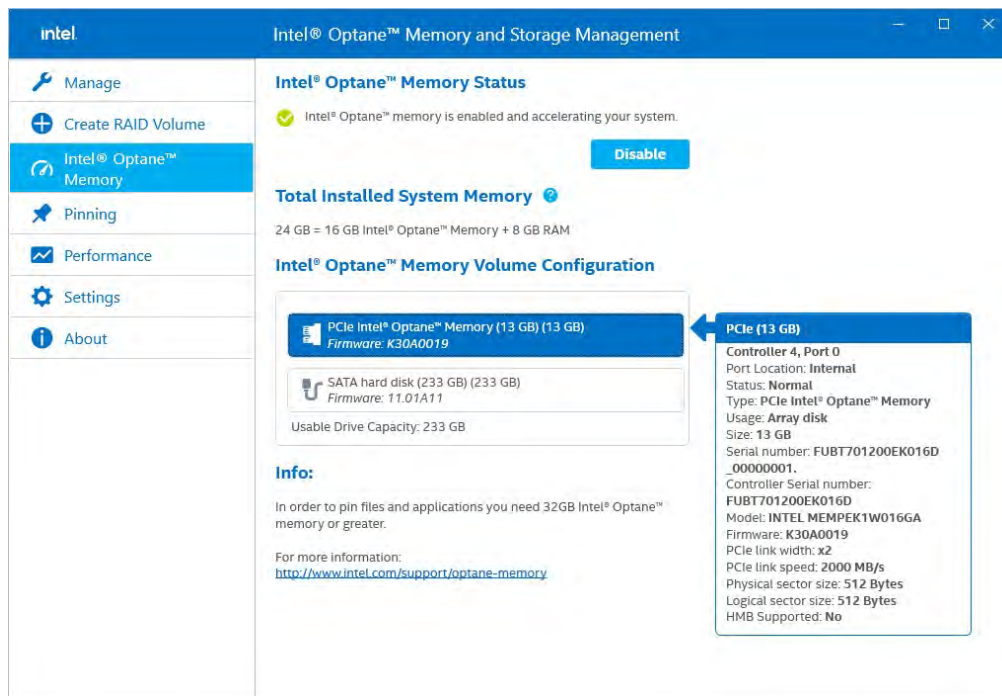 intel.
Intel® Optane™ Memory and Storage Management
Manage
Create RAID Volume
Intel® Optane™
Memory
Pinning
Performance
Settings
About
Intel® Optane™ Memory Status
Intel® Optane™ memory is enabled and accelerating your system.
Disable
Total Installed System Memory ?
24 GB = 16 GB Intel® Optane™ Memory + 8 GB RAM
Intel® Optane™ Memory Volume Configuration
PCIe Intel® Optane™ Memory (13 GB) (13 GB)
Firmware: K30A0019
SATA hard disk (233 GB) (233 GB)
Firmware: 11.01A11
Usable Drive Capacity: 233 GB
Info:
In order to pin files and applications you need 32GB Intel® Optane™
memory or greater.
For more information:
http://www.intel.com/support/optane-memory
PCIe (13 GB)
Controller 4, Port 0
Port Location: Internal
Status: Normal
Type: PCIe Intel® Optane™ Memory
Usage: Array disk
Size: 13 GB
Serial number: FUBT701200EK016D
_00000001.
Controller Serial number:
FUBT701200EK016D
Model: INTEL MEMPEK1W016GA
Firmware: K30A0019
PCIe link width: x2
PCIe link speed: 2000 MB/s
Physical sector size: 512 Bytes
Logical sector size: 512 Bytes
HMB Supported: No